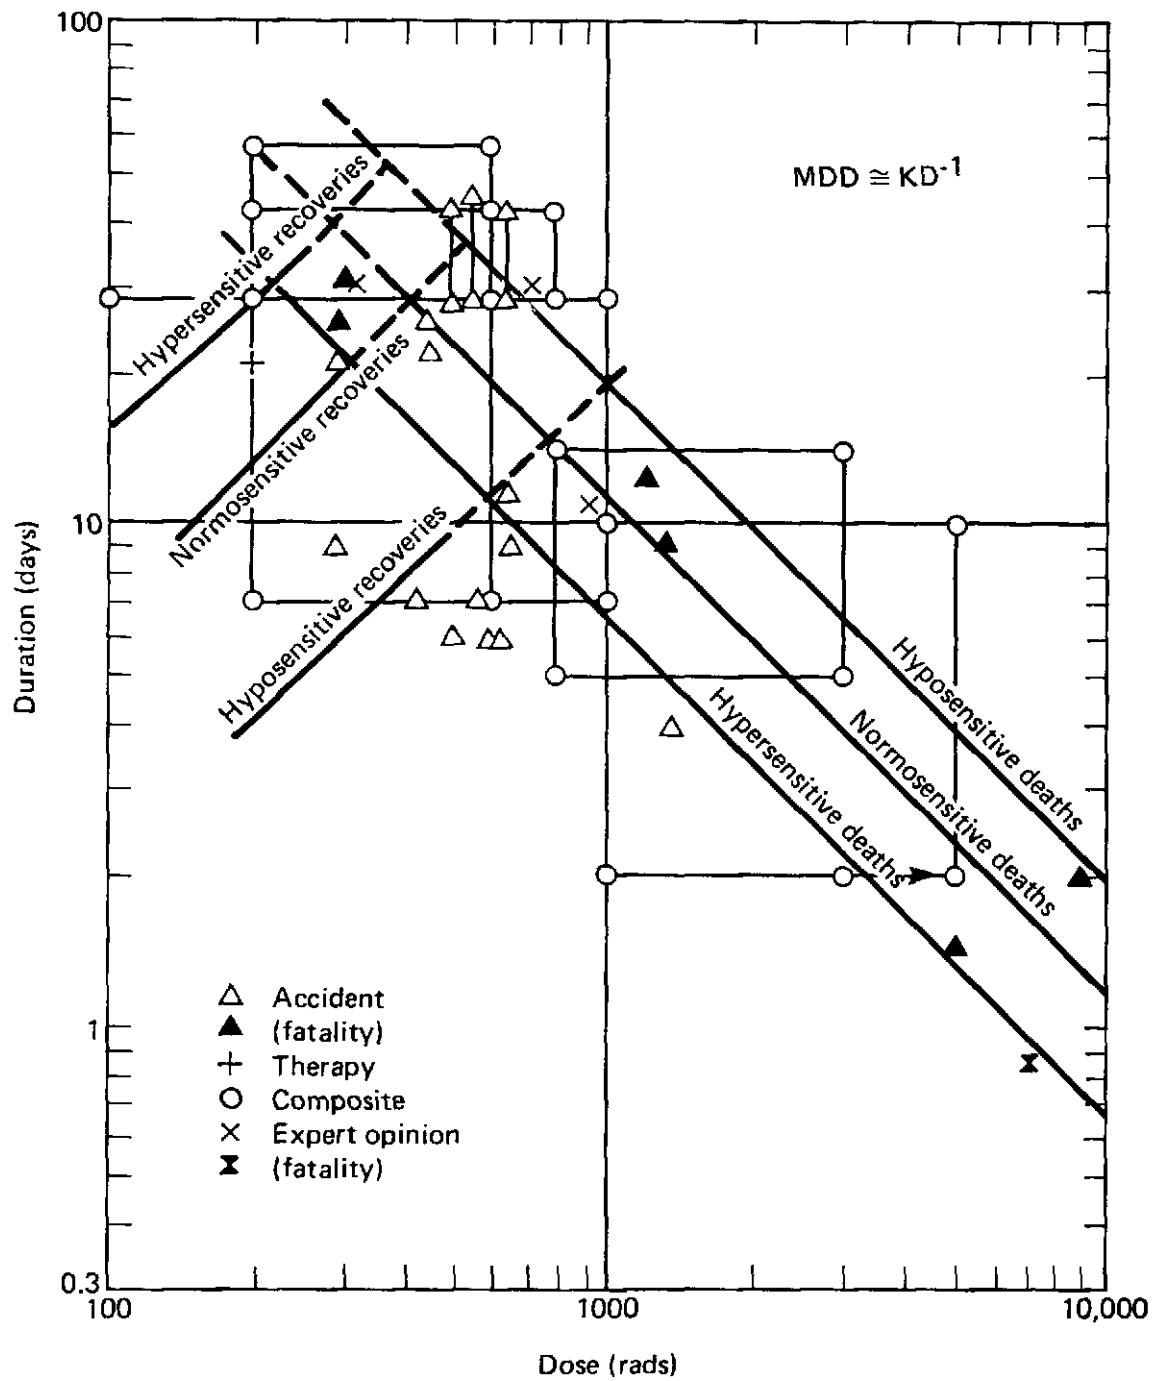 100
MDD ≅ KD⁻¹
Hypersensitive recoveries
Normosensitive recoveries
Hyposensitive recoveries
10
Duration (days)
Hyposensitive deaths
Normosensitive deaths
Hypersensitive deaths
Accident
1
(fatality)
Therapy
Composite
Expert opinion
(fatality)
0.3
100
1000
10,000
Dose (rads)